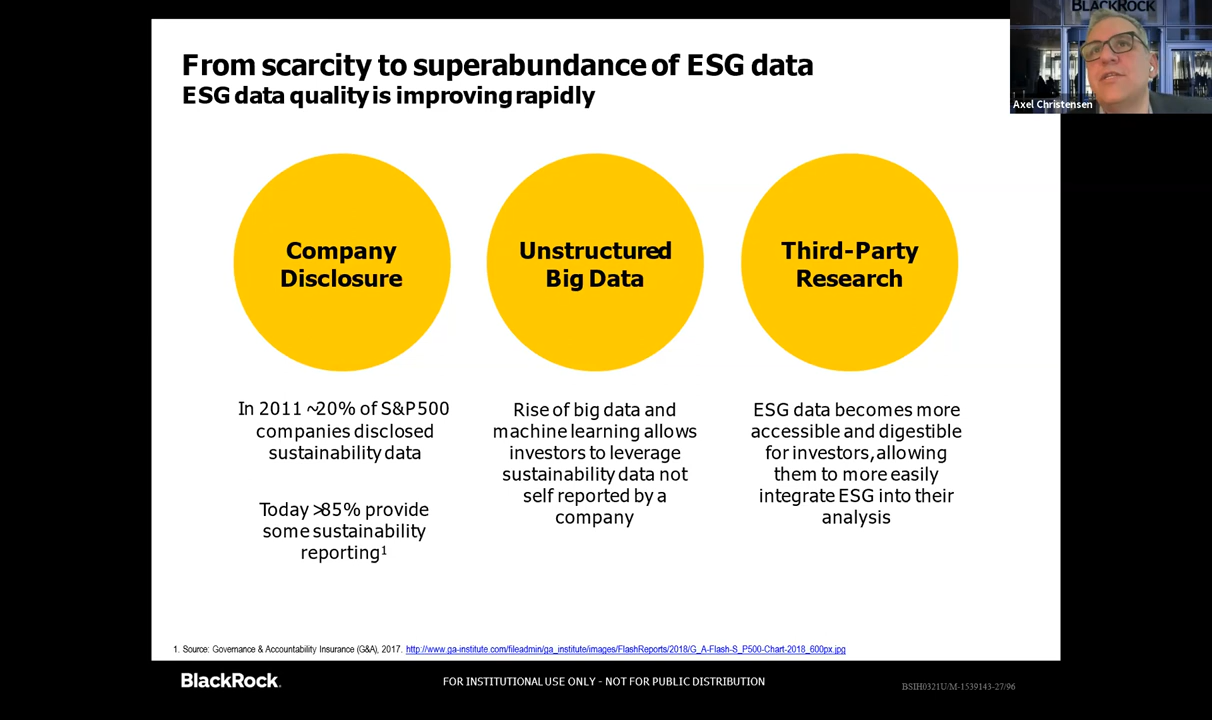 BLACKROCK
Axel Christensen
From scarcity to superabundance of ESG data
ESG data quality is improving rapidly
Company
Disclosure
Unstructured
Big Data
Third-Party
Research
In 2011 ~20% of S&P 500
companies disclosed
sustainability data
Today >85% provide
some sustainability
reporting1
Rise of big data and
machine learning allows
investors to leverage
sustainability data not
self reported by a
company
ESG data becomes more
accessible and digestible
for investors, allowing
them to more easily
integrate ESG into their
analysis
1. Source: Governance & Accountability Insurance (G&A), 2017. http://www.ga-institute.com/fileadmin/ga_institute/images/FlashReports/2018/G_A-Flash-S_P500-Chart-2018_600px.jpg
BlackRock.
FOR INSTITUTIONAL USE ONLY - NOT FOR PUBLIC DISTRIBUTION
BSIH0321U/M-1539143-27/96